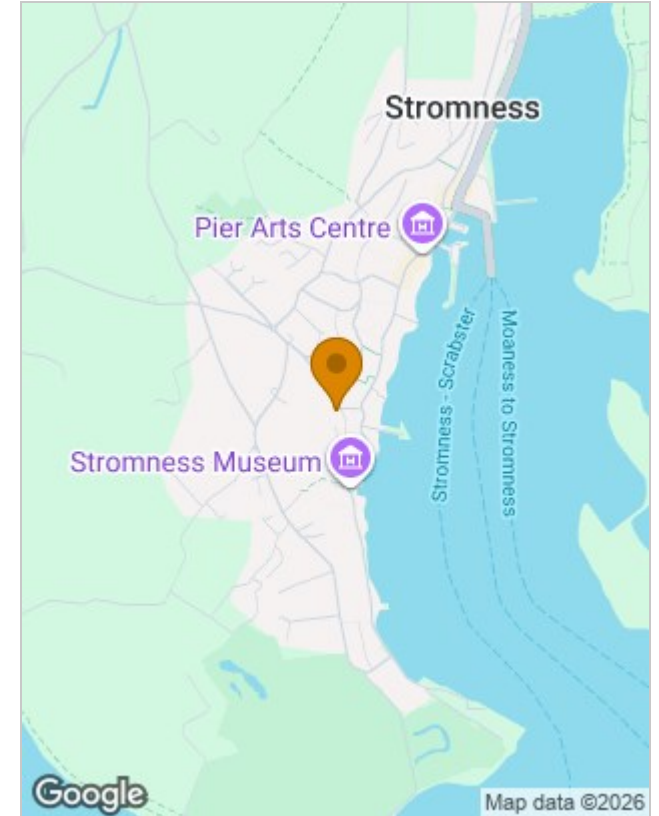 Stromness
Pier Arts Centre
Stromness - Scrabster
Moaness to Stromness
Stromness Museum
Google
Map data ©2026